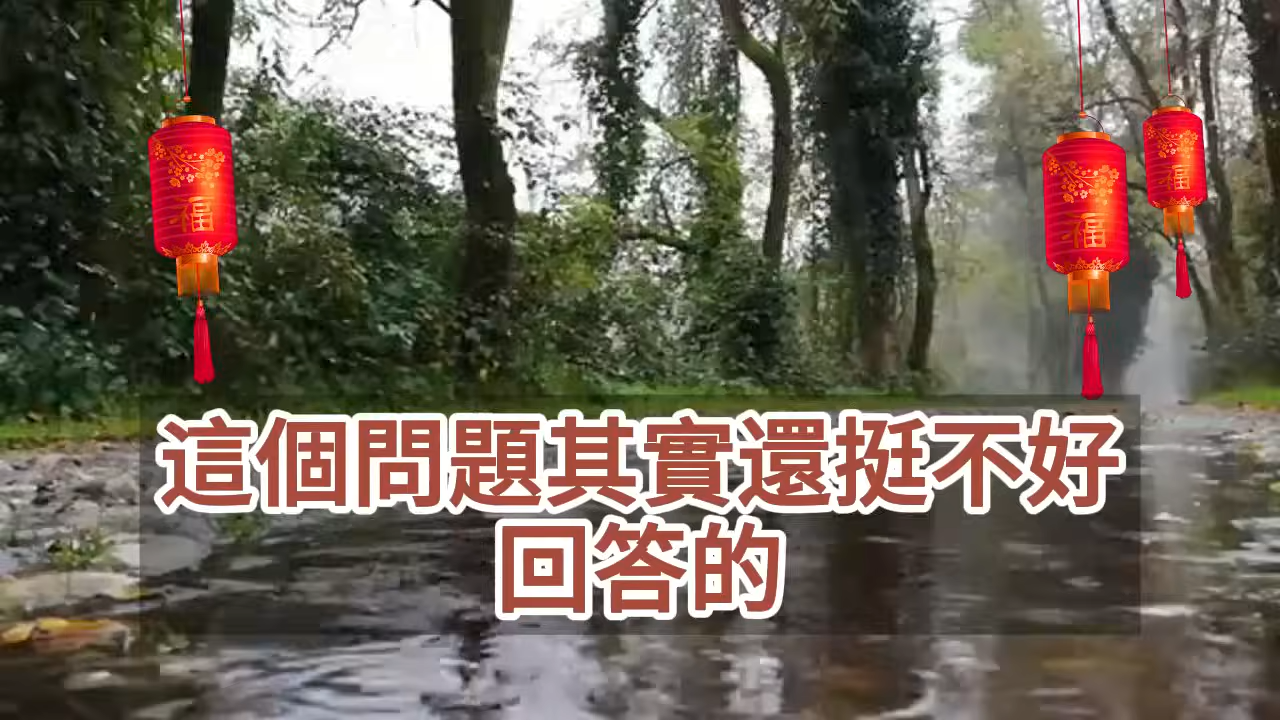 福
福
福
這個問題其實還挺不好
回答的